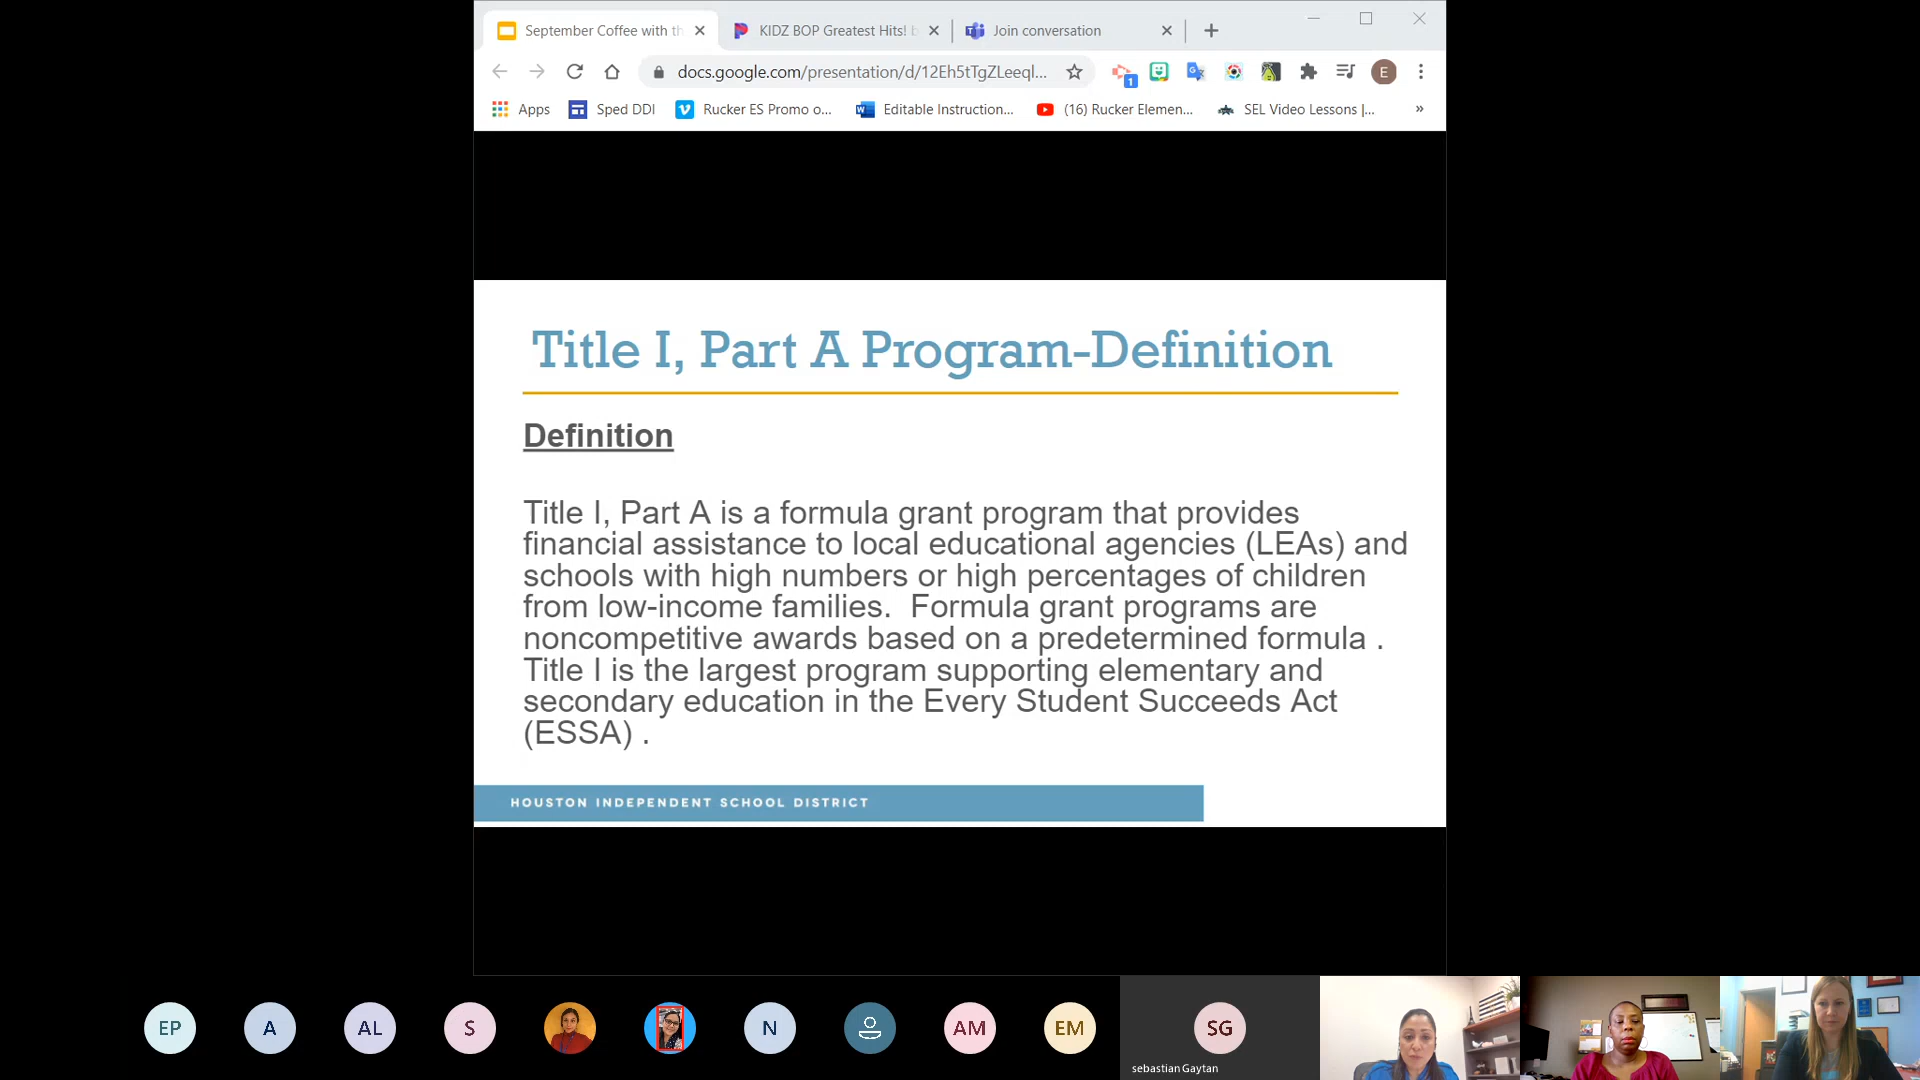 September Coffee with th
KIDZ BOP Greatest Hits! b
Join conversation
docs.google.com/presentation/d/12Eh5tTgZLeeql...
1
E
Apps
Sped DDI
Rucker ES Promo o...
Editable Instruction...
(16) Rucker Elemen...
SEL Video Lessons |...
»
Title I, Part A Program-Definition
Definition
Title I, Part A is a formula grant program that provides
financial assistance to local educational agencies (LEAs) and
schools with high numbers or high percentages of children
from low-income families. Formula grant programs are
noncompetitive awards based on a predetermined formula .
Title I is the largest program supporting elementary and
secondary education in the Every Student Succeeds Act
(ESSA) .
HOUSTON INDEPENDENT SCHOOL DISTRICT
EP
A
AL
S
N
AM
EM
SG
sebastian Gaytan